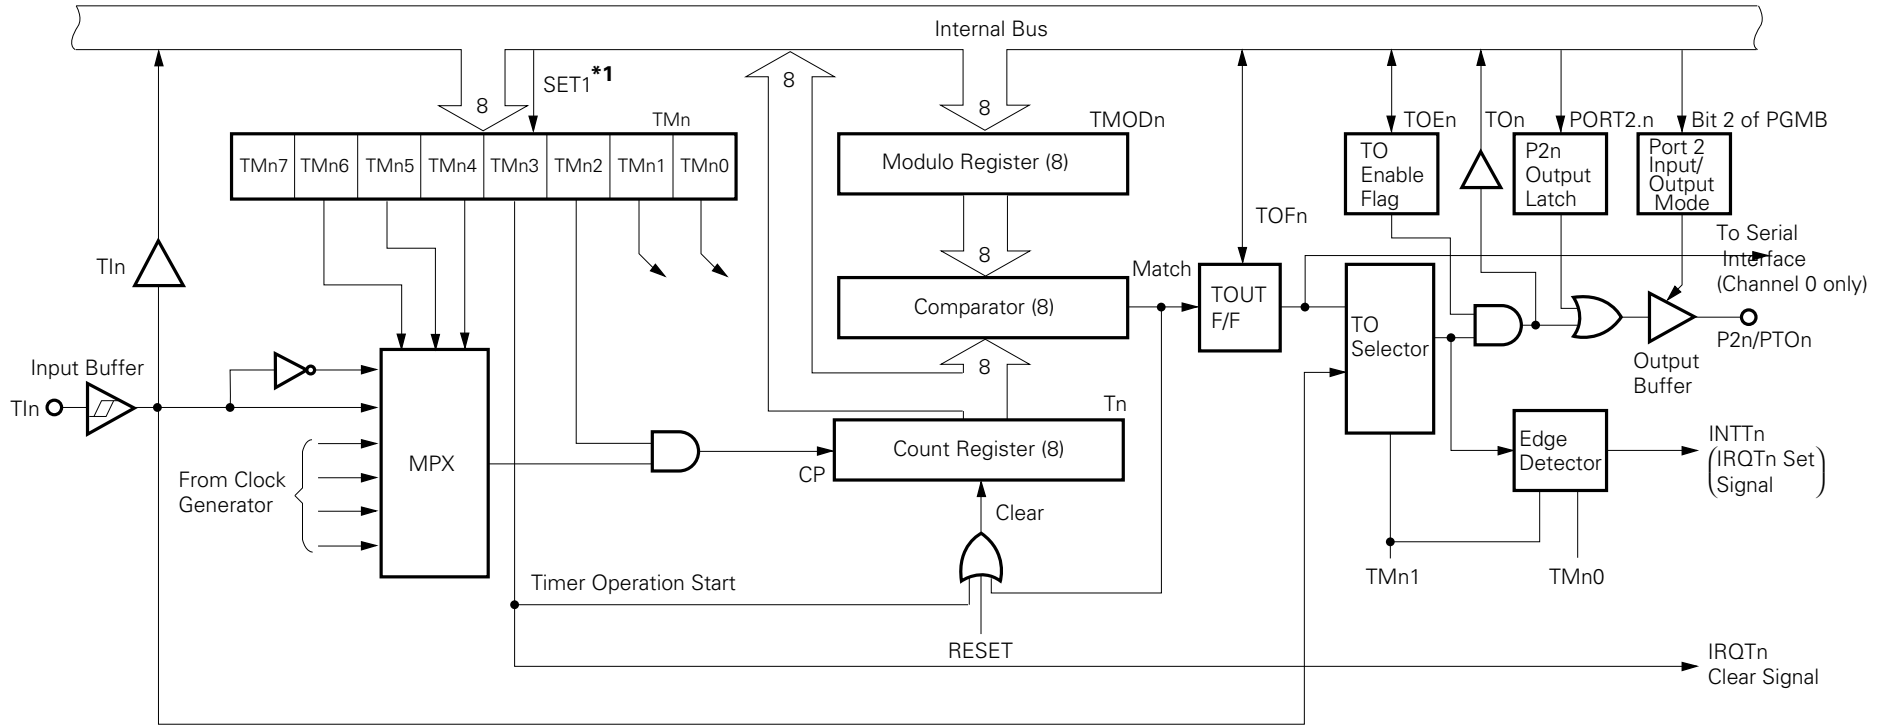 Internal Bus
8
SET1*1
8
8
TMn
TMn7 TMn6 TMn5 TMn4 TMn3 TMn2 TMn1 TMn0
TMODn
Modulo Register (8)
8
TOFn
Match
Comparator (8)
8
TOUT
F/F
TOEn
TO
Enable
Flag
TOn
PORT2.n
P2n
Output
Latch
Bit 2 of PGMB
Port 2
Input/
Output
Mode
To Serial
Interface
(Channel 0 only)
TO
Selector
P2n/PTOn
Output
Buffer
TIn
Input Buffer
TIn
From Clock
Generator
MPX
CP
Tn
Count Register (8)
Clear
Edge
Detector
INTTn
(IRQTn Set
Signal)
TMn1
TMn0
Timer Operation Start
RESET
IRQTn
Clear Signal